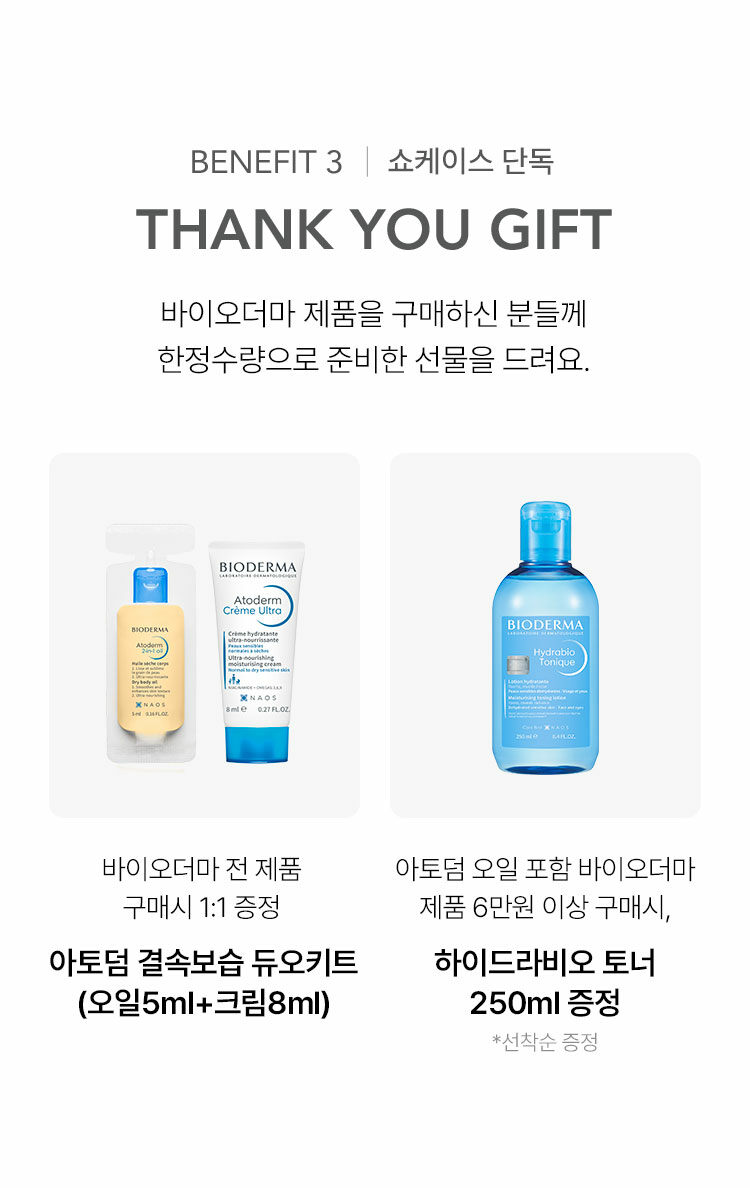 BENEFIT 3 | 쇼케이스 단독
THANK YOU GIFT
바이오더마 제품을 구매하신 분들께
한정수량으로 준비한 선물을 드려요.
BIODERMA
Atoderm
2-in-1 oil
Huile sèche corps
Dry body oil
NAOS
5 ml 0.16 FL.OZ.
BIODERMA
LABORATOIRE DERMATOLOGIQUE
Atoderm
Crème Ultra
Crème hydratante
ultra-nourrissante
Peaux sensibles
normales à sèches
Ultra-nourishing
moisturising cream
Normal to dry sensitive skin
NAOS
8 ml e 0.27 FL.OZ.
BIODERMA
LABORATOIRE DERMATOLOGIQUE
Hydrabio
Tonique
Lotion hydratante
Moisturising toning lotion
NAOS
250 ml e 8.4 FL.OZ.
바이오더마 전 제품
구매시 1:1 증정
아토덤 결속보습 듀오키트
(오일5ml+크림8ml)
아토덤 오일 포함 바이오더마
제품 6만원 이상 구매시,
하이드라비오 토너
250ml 증정
*선착순 증정